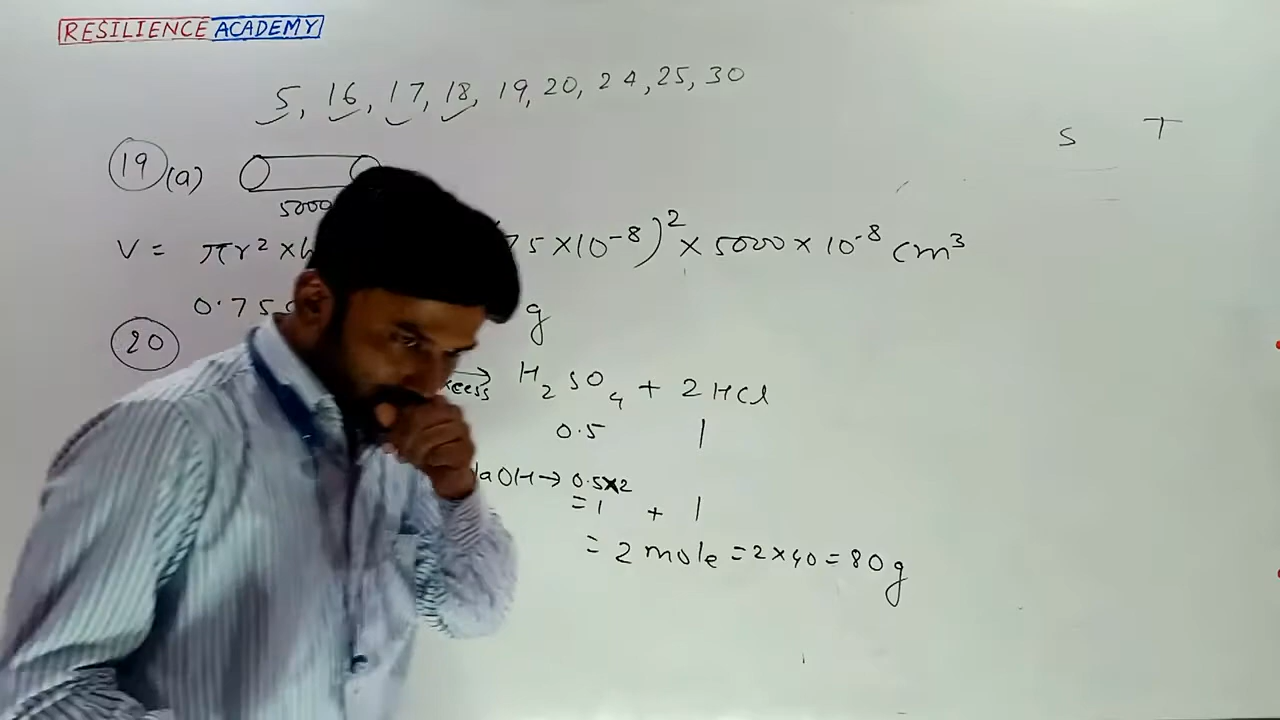 RESILIENCE ACADEMY
5, 16, 17, 18, 19, 20, 24, 25, 30
S T
19 (a)
5000
V = πr² × 75 × 10⁻⁸)² × 5000 × 10⁻⁸ cm³
0.75 g
20
H₂SO₄ + 2HCl
0.5 1
NaOH → 0.5×2
= 1 + 1
= 2 mole = 2×40 = 80g